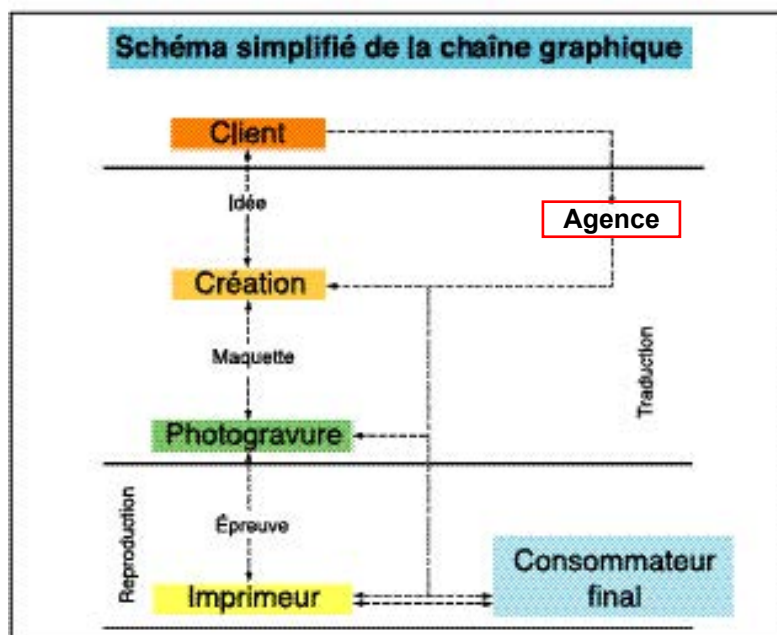 Schéma simplifié de la chaîne graphique
Client
Idée
Agence
Création
Maquette
Traduction
Photogravure
Reproduction
Épreuve
Consommateur
final
Imprimeur